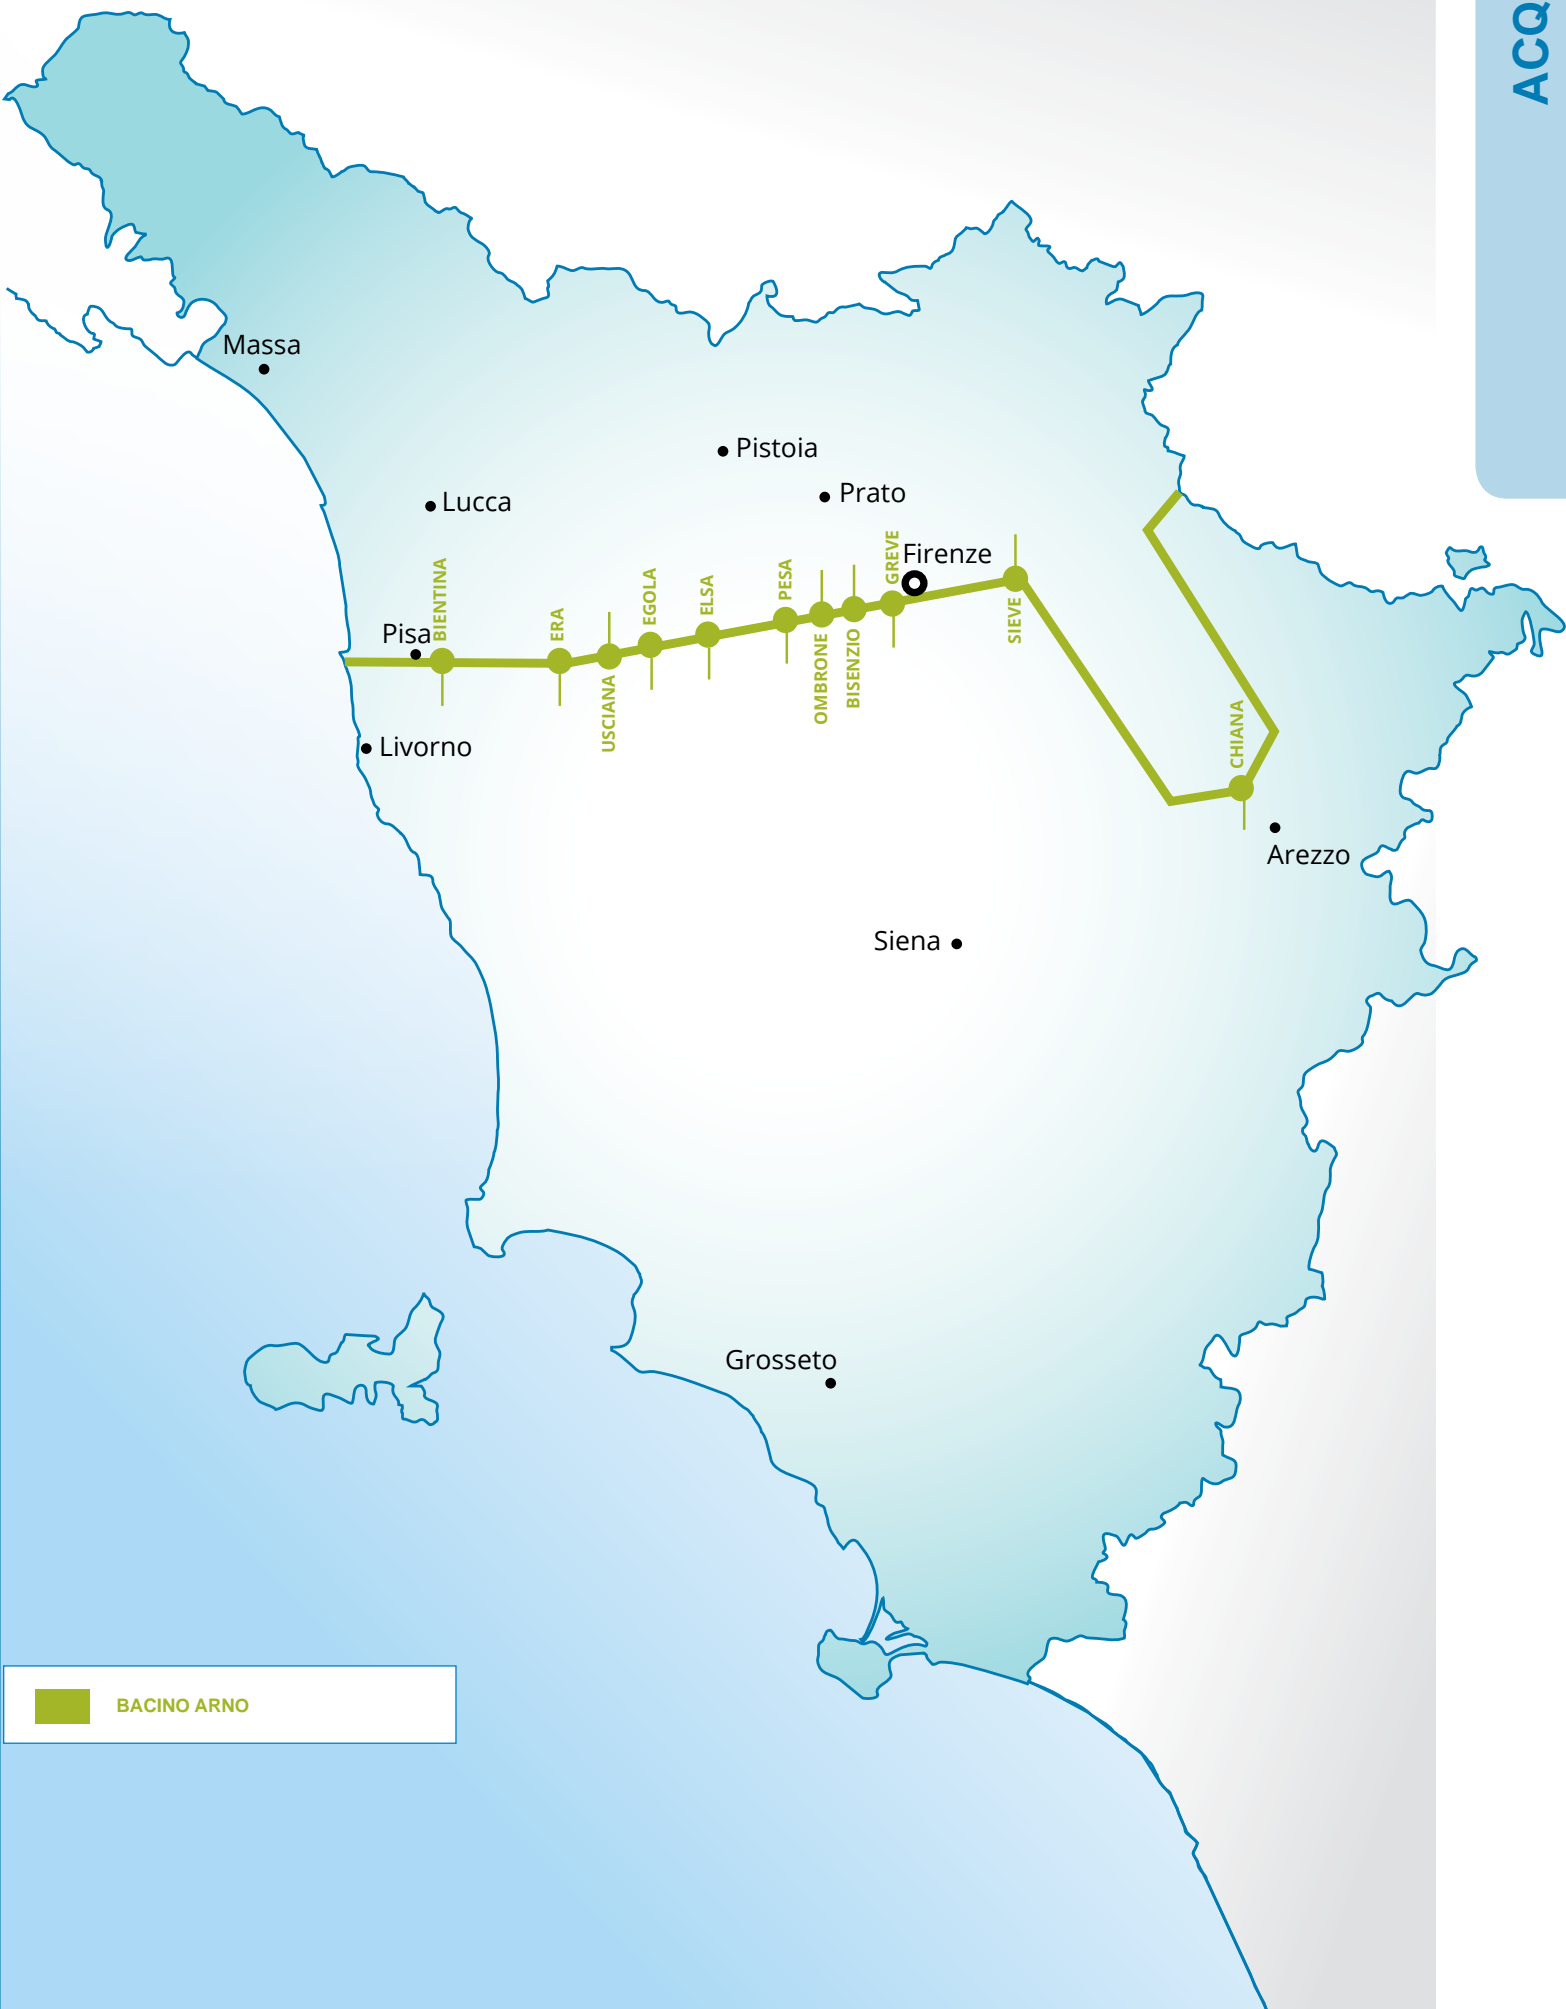 ACQ
Massa
Pistoia
Prato
Lucca
Firenze
GREVE
BIENTINA
PESA
EGOLA
ELSA
SIEVE
ERA
Pisa
OMBRONE
BISENZIO
USCIANA
Livorno
CHIANA
Arezzo
Siena
Grosseto
BACINO ARNO